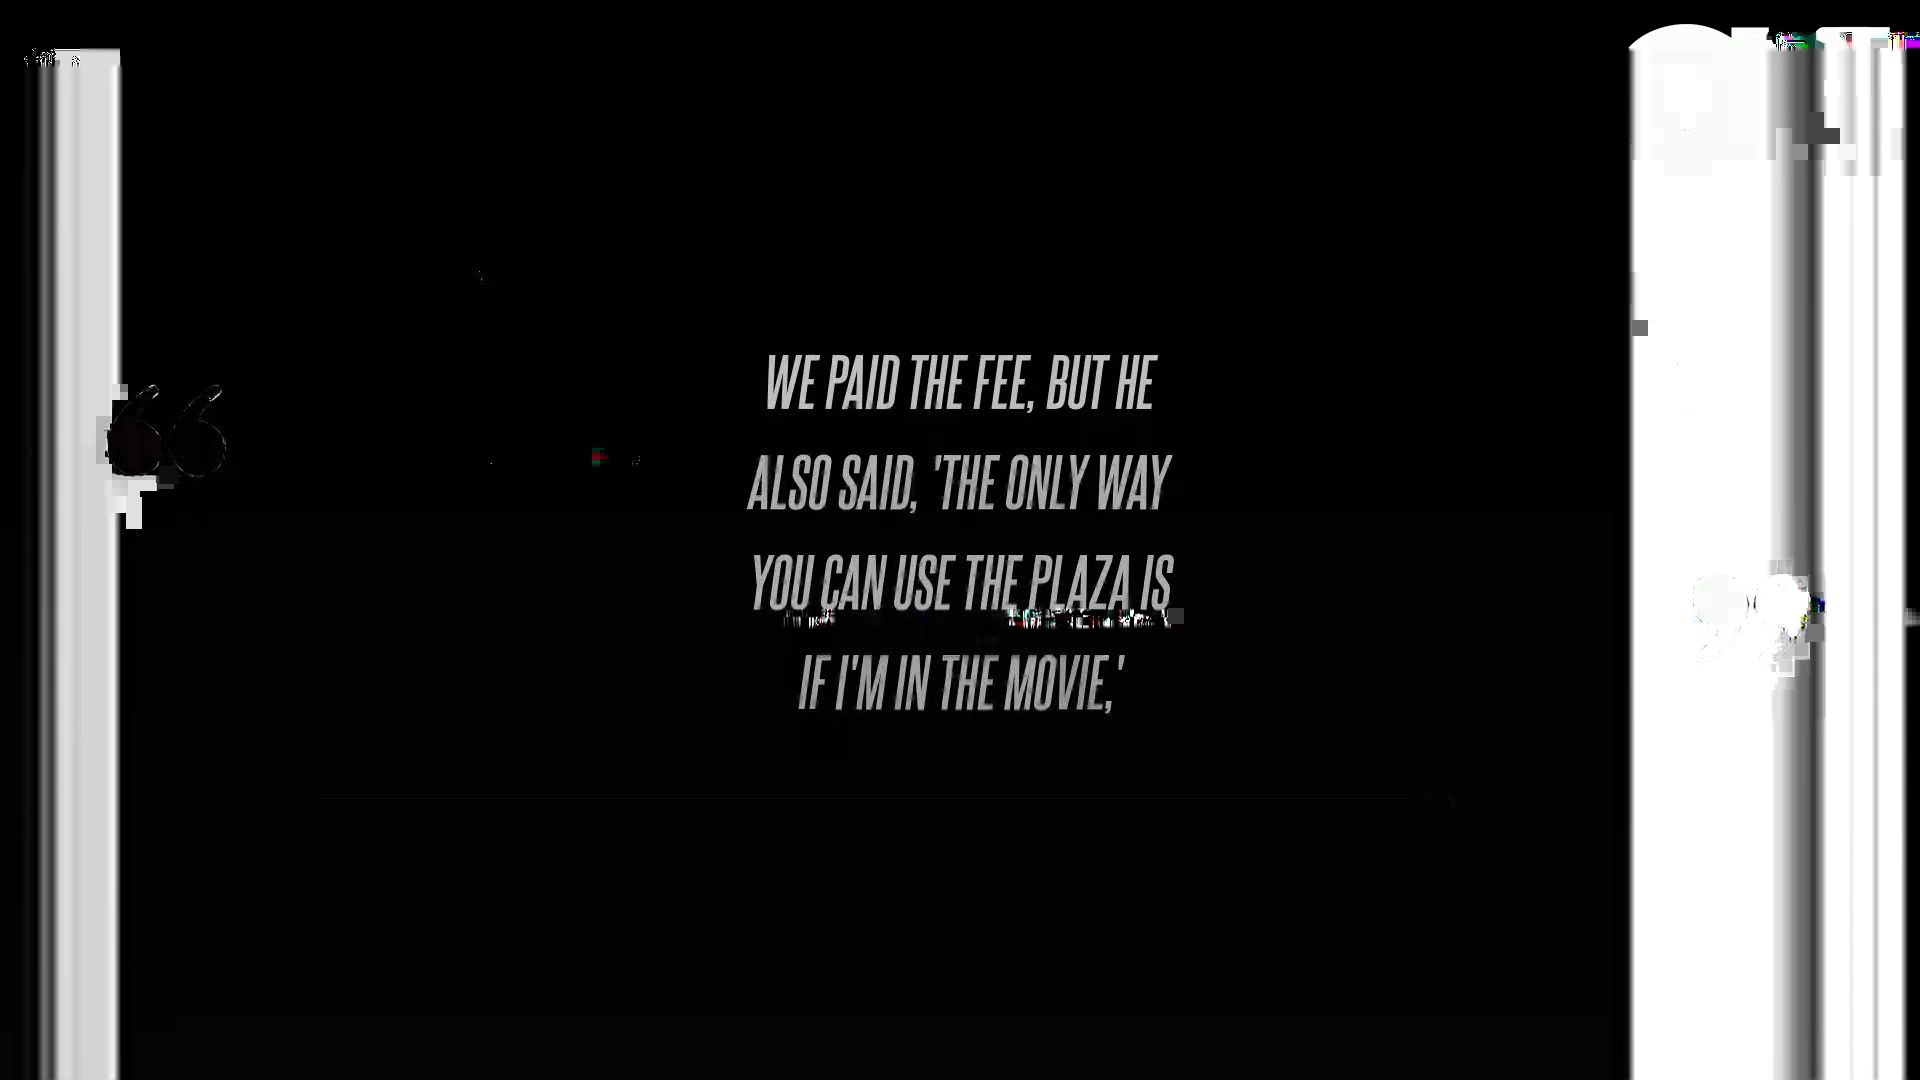 WE PAID THE FEE, BUT HE
ALSO SAID, 'THE ONLY WAY
YOU CAN USE THE PLAZA IS
IF I'M IN THE MOVIE,'